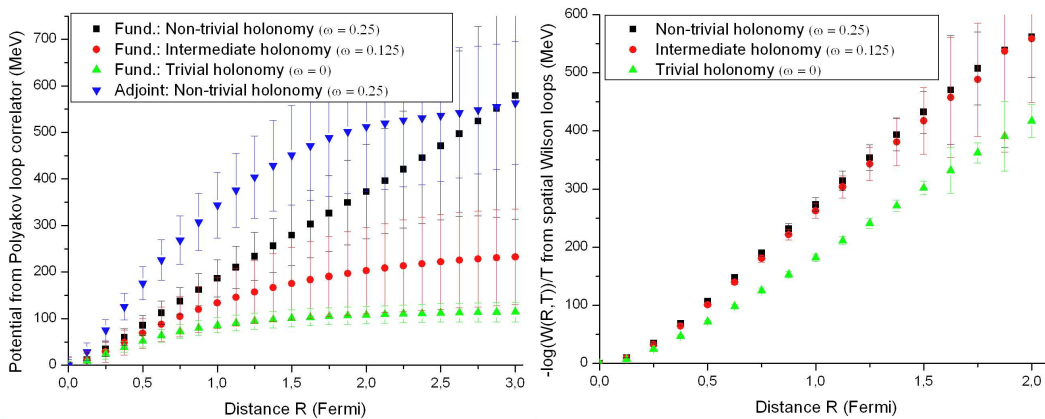 Potential from Polyakov loop correlator (MeV)
700
600
500
400
300
200
100
0
Fund.: Non-trivial holonomy (ω = 0.25)
Fund.: Intermediate holonomy (ω = 0.125)
Fund.: Trivial holonomy (ω = 0)
Adjoint: Non-trivial holonomy (ω = 0.25)
0,0 0,5 1,0 1,5 2,0 2,5 3,0
Distance R (Fermi)
-log(W(R,T))/T from spatial Wilson loops (MeV)
600
500
400
300
200
100
0
Non-trivial holonomy (ω = 0.25)
Intermediate holonomy (ω = 0.125)
Trivial holonomy (ω = 0)
0,0 0,5 1,0 1,5 2,0
Distance R (Fermi)